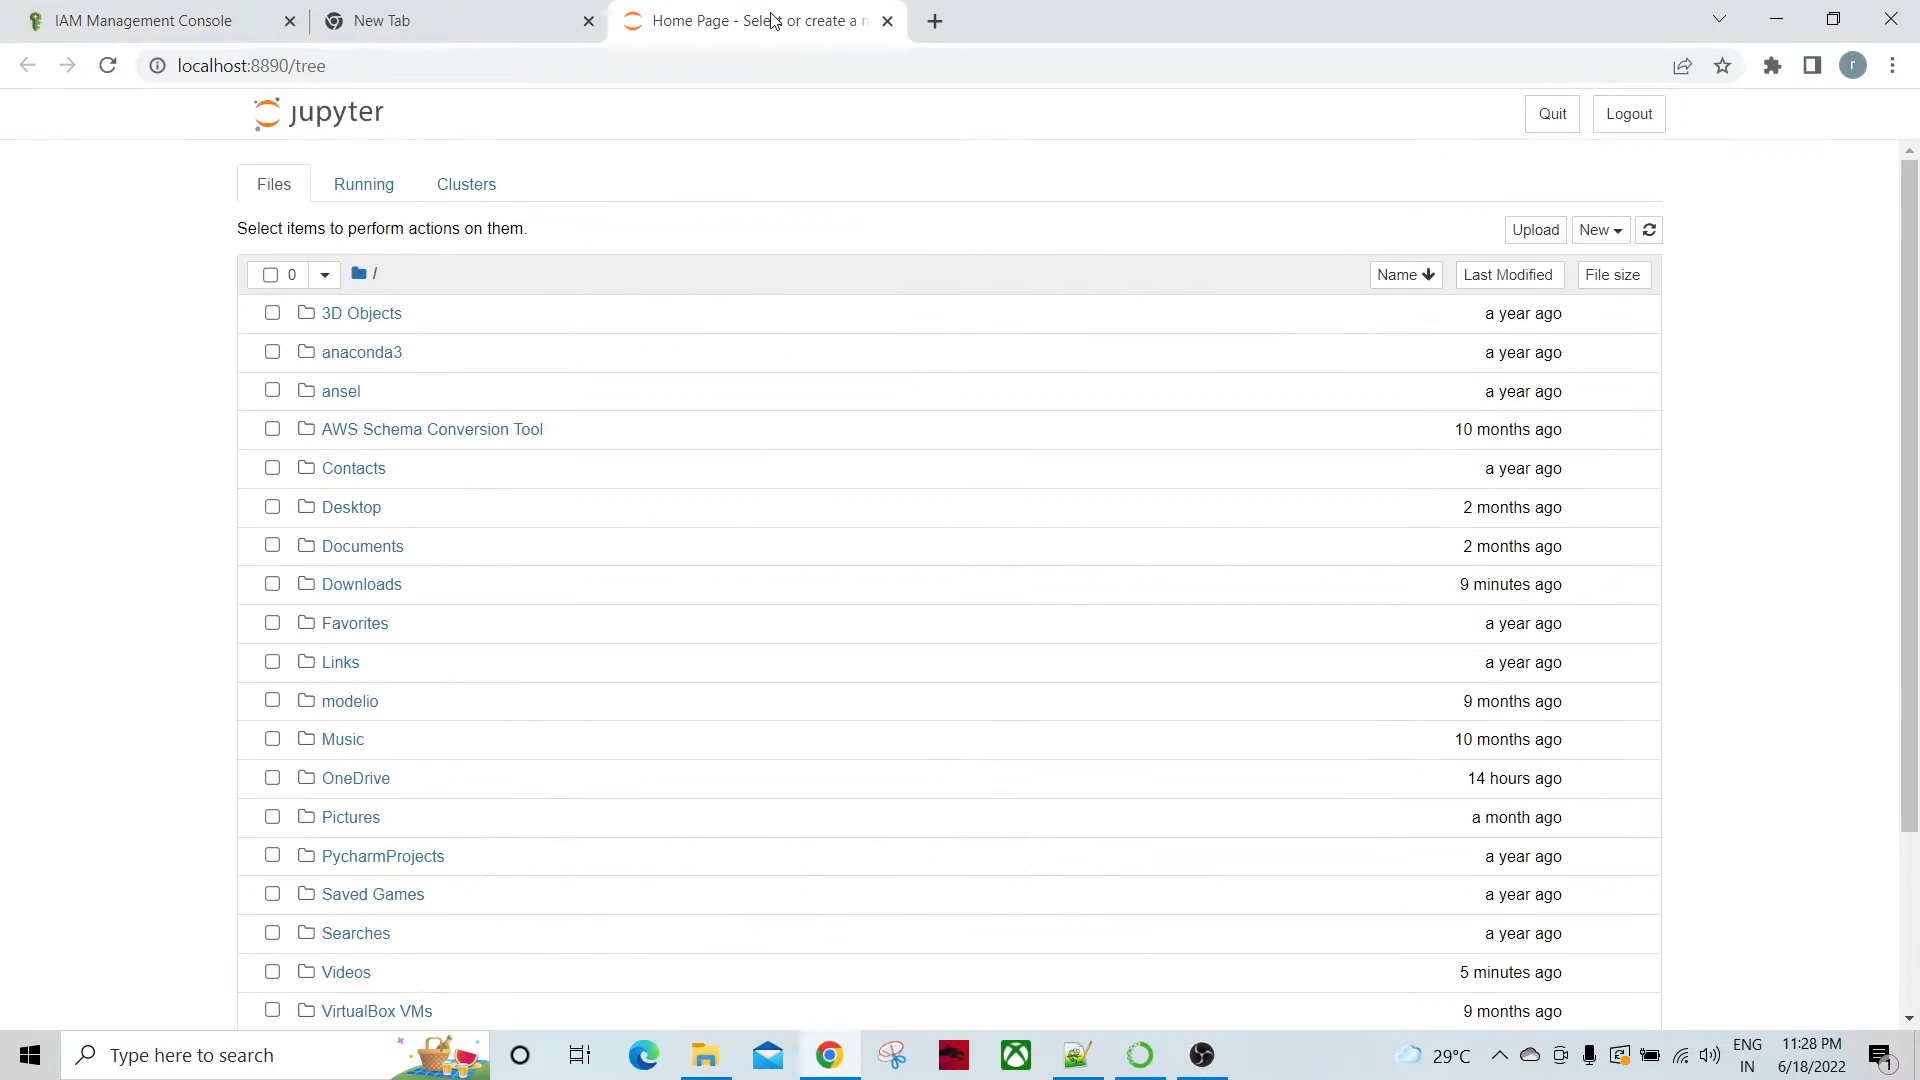 IAM Management Console
New Tab
Home Page - Select or create a n
localhost:8890/tree
r
jupyter
Quit
Logout
Files
Running
Clusters
Select items to perform actions on them.
Upload
New
0
/
Name
Last Modified
File size
3D Objects a year ago
anaconda3 a year ago
ansel a year ago
AWS Schema Conversion Tool 10 months ago
Contacts a year ago
Desktop 2 months ago
Documents 2 months ago
Downloads 9 minutes ago
Favorites a year ago
Links a year ago
modelio 9 months ago
Music 10 months ago
OneDrive 14 hours ago
Pictures a month ago
PycharmProjects a year ago
Saved Games a year ago
Searches a year ago
Videos 5 minutes ago
VirtualBox VMs 9 months ago
Type here to search
29°C
ENG
IN
11:28 PM
6/18/2022
1